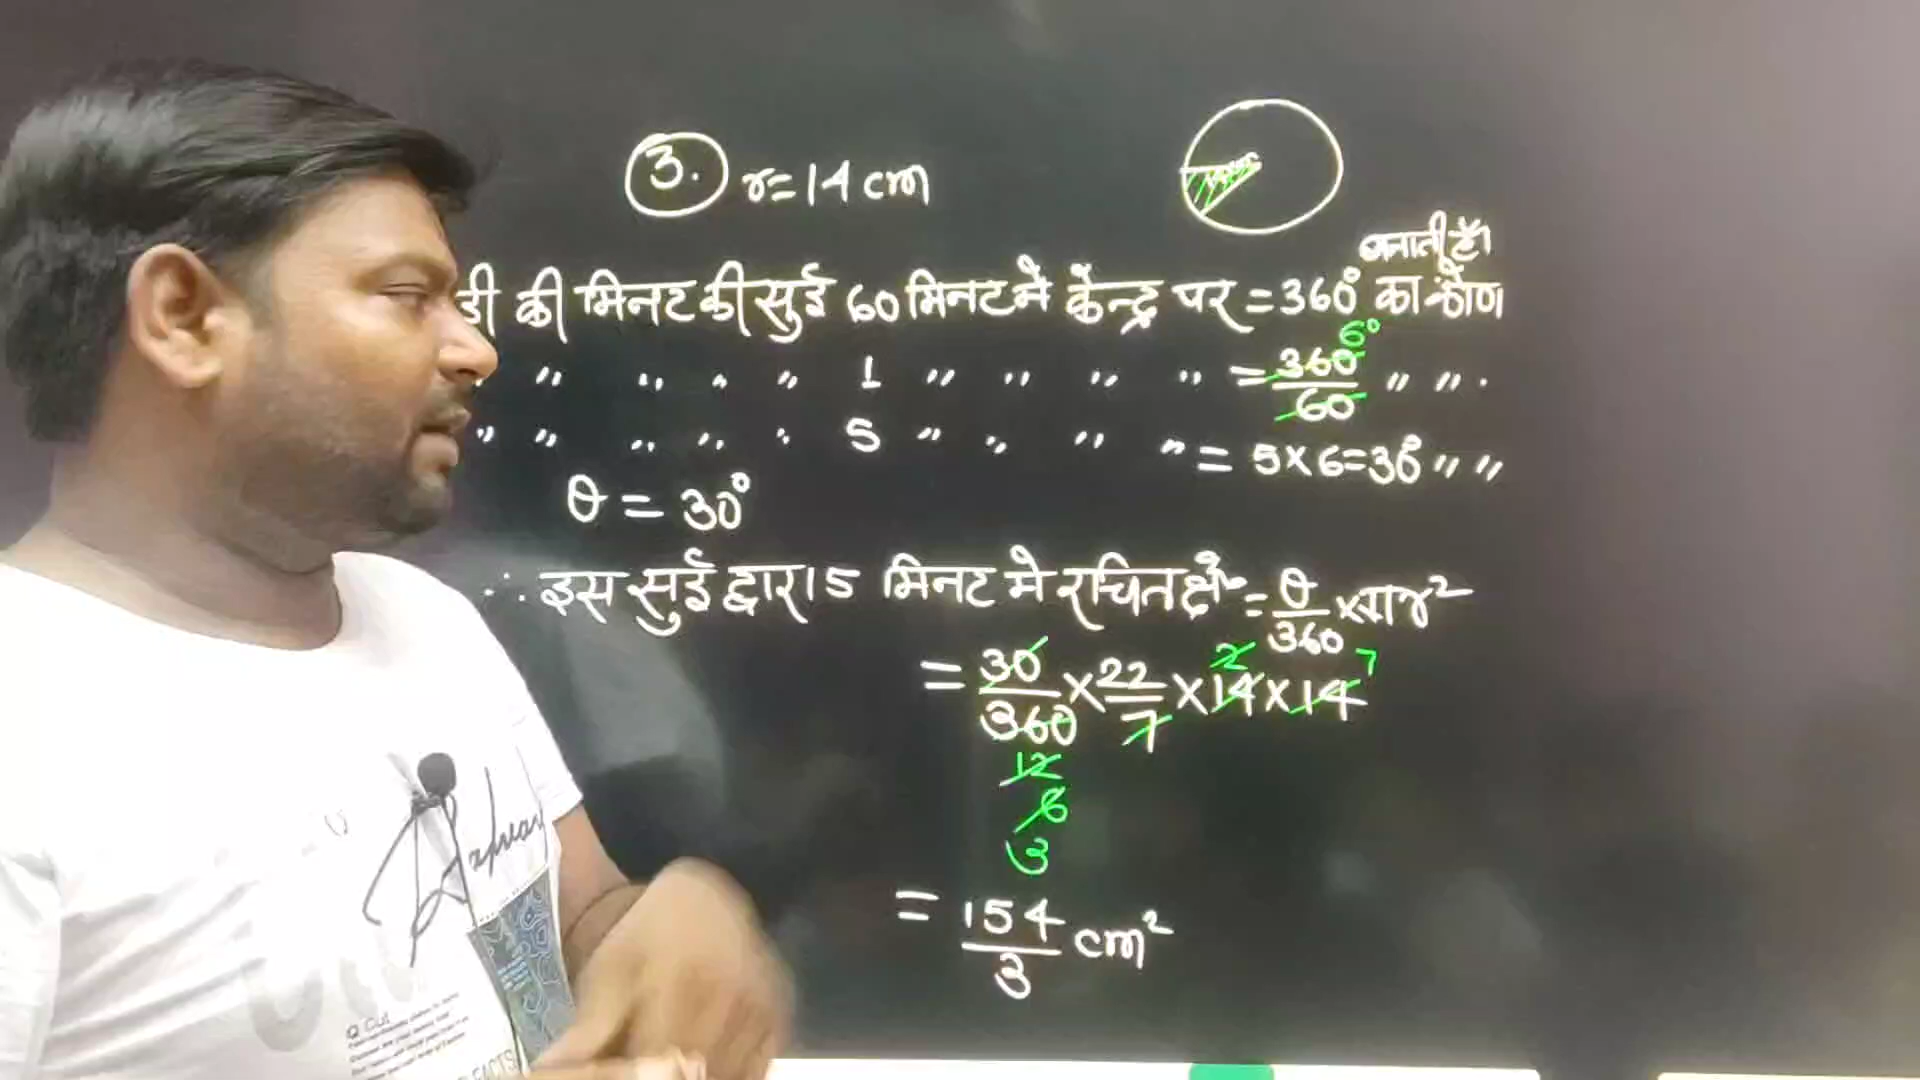 3. r=14 cm
बनाती है।
की मिनट की सुई 60 मिनट में केन्द्र पर = 360° का कोण
6°
" " " " 1 " " " " = 360/60 " " .
" " " " " 5 " " " " = 5×6=30° " "
θ = 30°
∴ इस सुई द्वारा 5 मिनट में रचित क्षे॰ = θ/360 × πr²
= 30/360 × 22/7 × 14 × 14
2 7
12
6
3
= 154/3 cm²
Q Cut
FACTS